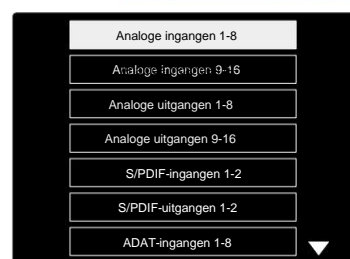 Analoge ingangen 1-8
Analoge ingangen 9-16
Analoge uitgangen 1-8
Analoge uitgangen 9-16
S/PDIF-ingangen 1-2
S/PDIF-uitgangen 1-2
ADAT-ingangen 1-8